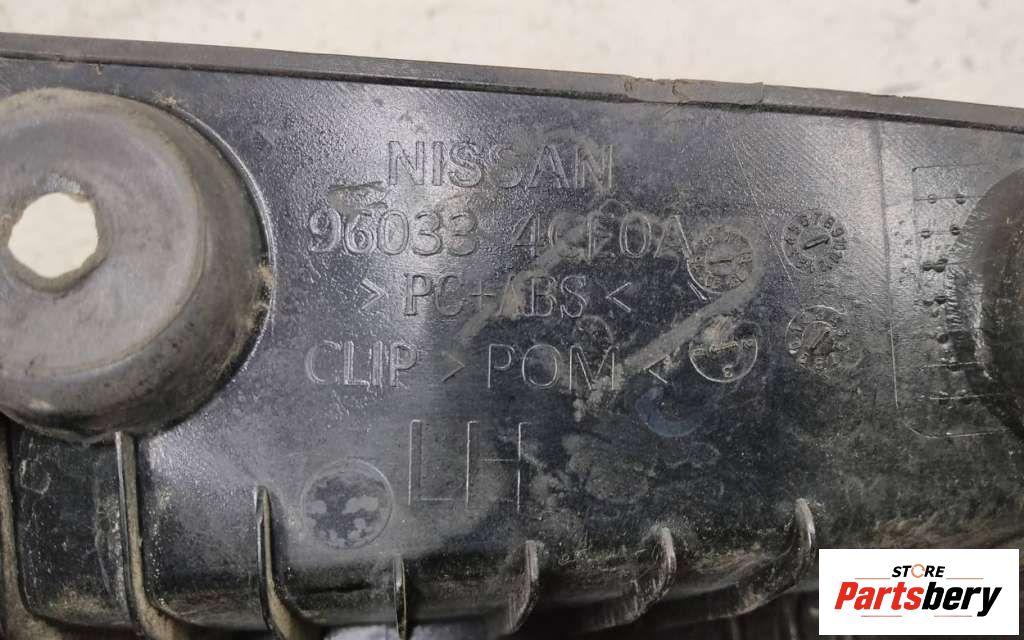 NISSAN
96033 4CE0A
> PC+ABS <
CLIP > POM <
LH
STORE
Partsbery